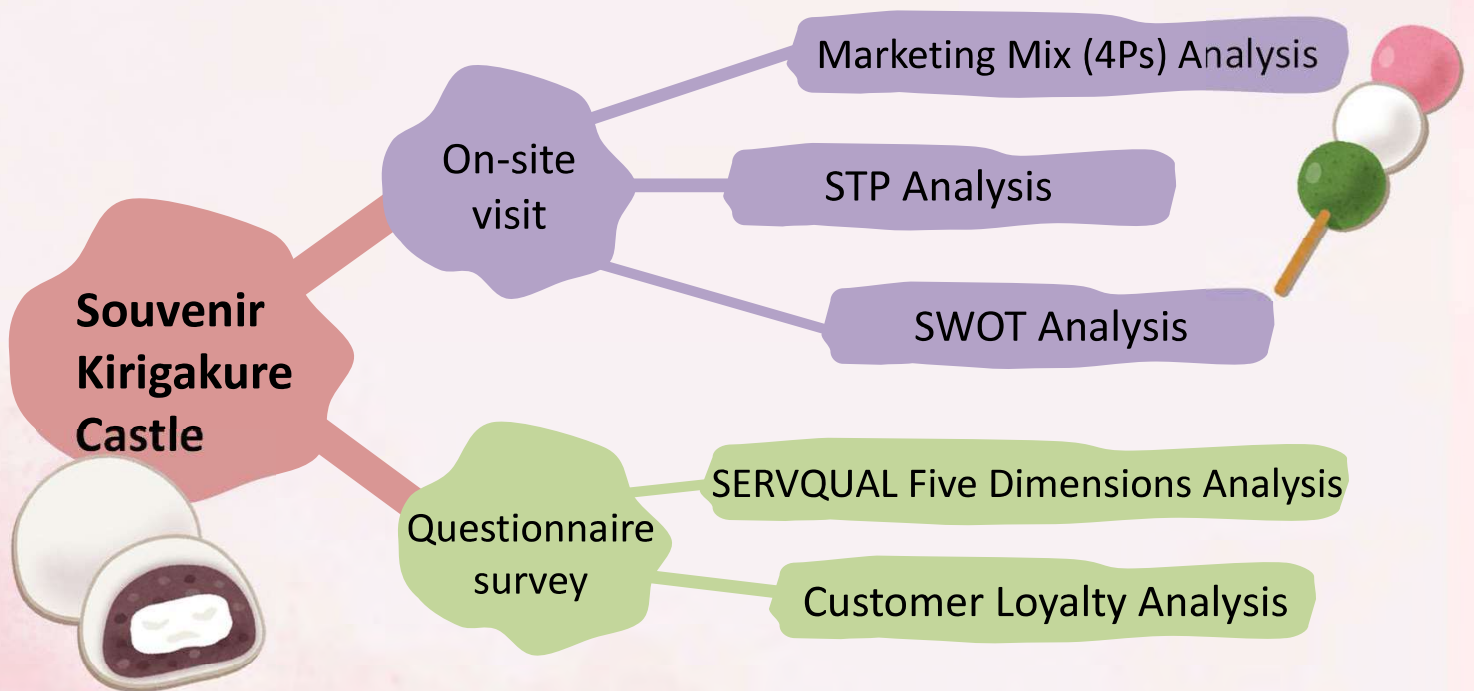 Souvenir
Kirigakure
Castle
On-site
visit
Marketing Mix (4Ps) Analysis
STP Analysis
SWOT Analysis
Questionnaire
survey
SERVQUAL Five Dimensions Analysis
Customer Loyalty Analysis